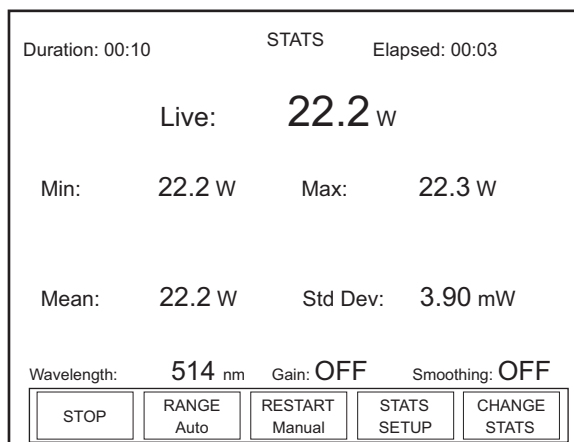 STATS
Duration: 00:10 Elapsed: 00:03
Live: 22.2 W
Min: 22.2 W Max: 22.3 W
Mean: 22.2 W Std Dev: 3.90 mW
Wavelength: 514 nm Gain: OFF Smoothing: OFF
STOP
RANGE
Auto
RESTART
Manual
STATS
SETUP
CHANGE
STATS